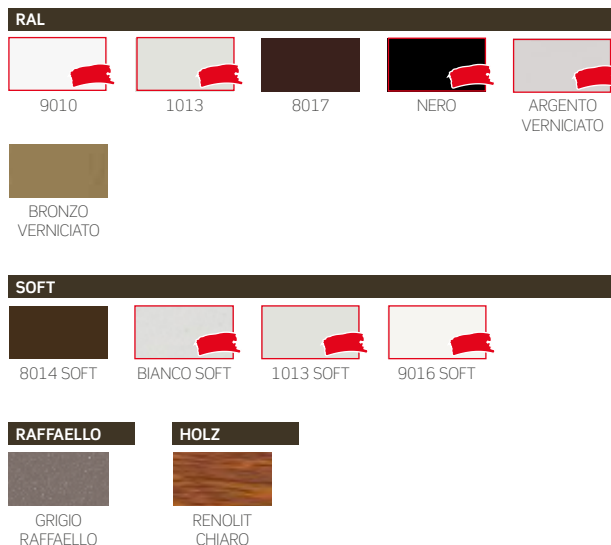 RAL
9010
1013
8017
NERO
ARGENTO
VERNICIATO
BRONZO
VERNICIATO
SOFT
8014 SOFT
BIANCO SOFT
1013 SOFT
9016 SOFT
RAFFAELLO
HOLZ
GRIGIO
RAFFAELLO
RENOLIT
CHIARO